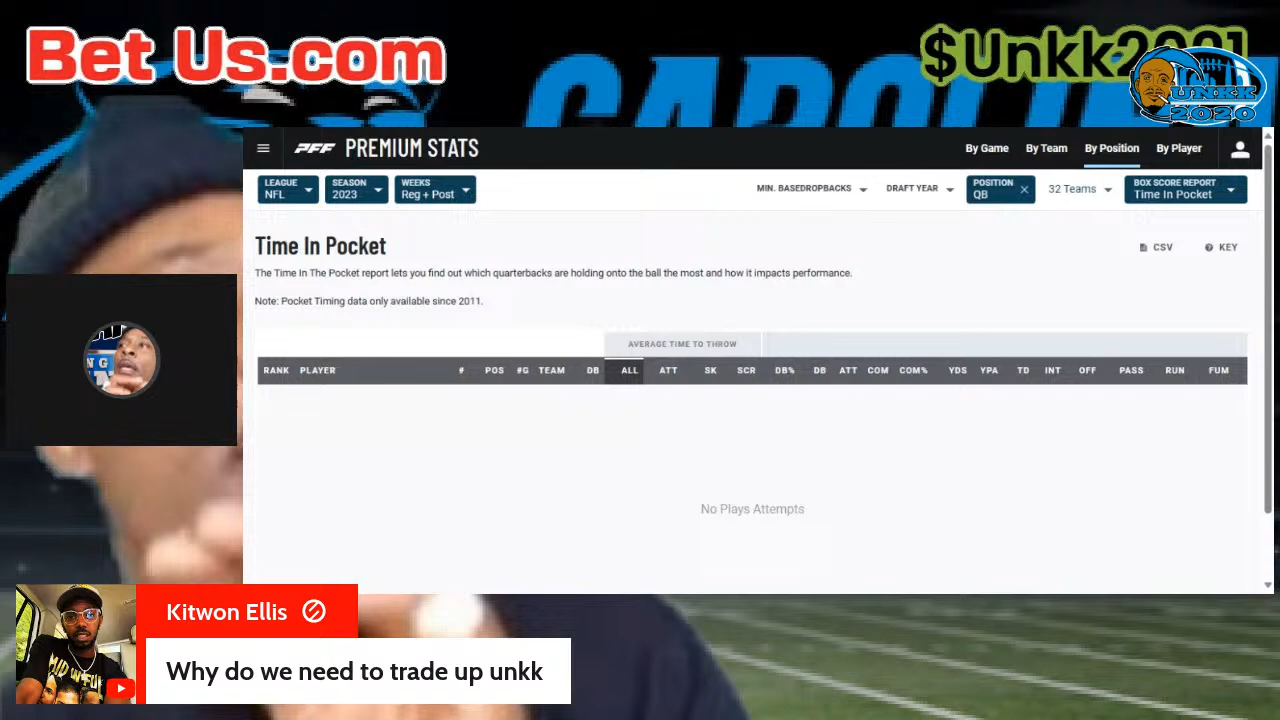 Bet Us.com
$Unkk2021
UNKK
2020
CAROLI
PFF PREMIUM STATS
By Game By Team By Position By Player
LEAGUE
NFL
SEASON
2023
WEEKS
Reg + Post
MIN. BASEDROPBACKS
DRAFT YEAR
POSITION
QB
32 Teams
BOX SCORE REPORT
Time In Pocket
Time In Pocket
CSV KEY
The Time In The Pocket report lets you find out which quarterbacks are holding onto the ball the most and how it impacts performance.
Note: Pocket Timing data only available since 2011.
AVERAGE TIME TO THROW
RANK PLAYER # POS #G TEAM DB ALL ATT SK SCR DB% DB ATT COM COM% YDS YPA TD INT OFF PASS RUN FUM
No Plays Attempts
Kitwon Ellis
Why do we need to trade up unkk